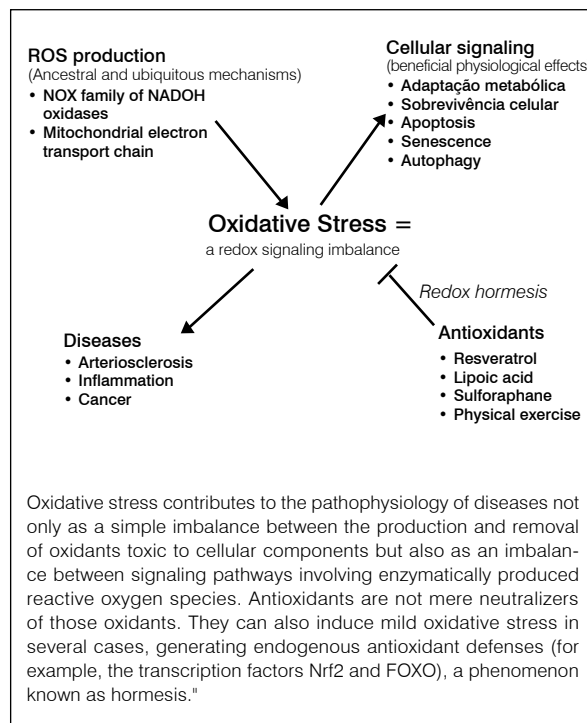 ROS production
(Ancestral and ubiquitous mechanisms)
• NOX family of NADOH
oxidases
• Mitochondrial electron
transport chain
Cellular signaling
(beneficial physiological effects)
• Adaptação metabólica
• Sobrevivência celular
• Apoptosis
• Senescence
• Autophagy
Oxidative Stress =
a redox signaling imbalance
Redox hormesis
Diseases
• Arteriosclerosis
• Inflammation
• Cancer
Antioxidants
• Resveratrol
• Lipoic acid
• Sulforaphane
• Physical exercise
Oxidative stress contributes to the pathophysiology of diseases not
only as a simple imbalance between the production and removal
of oxidants toxic to cellular components but also as an imbalan-
ce between signaling pathways involving enzymatically produced
reactive oxygen species. Antioxidants are not mere neutralizers
of those oxidants. They can also induce mild oxidative stress in
several cases, generating endogenous antioxidant defenses (for
example, the transcription factors Nrf2 and FOXO), a phenomenon
known as hormesis."